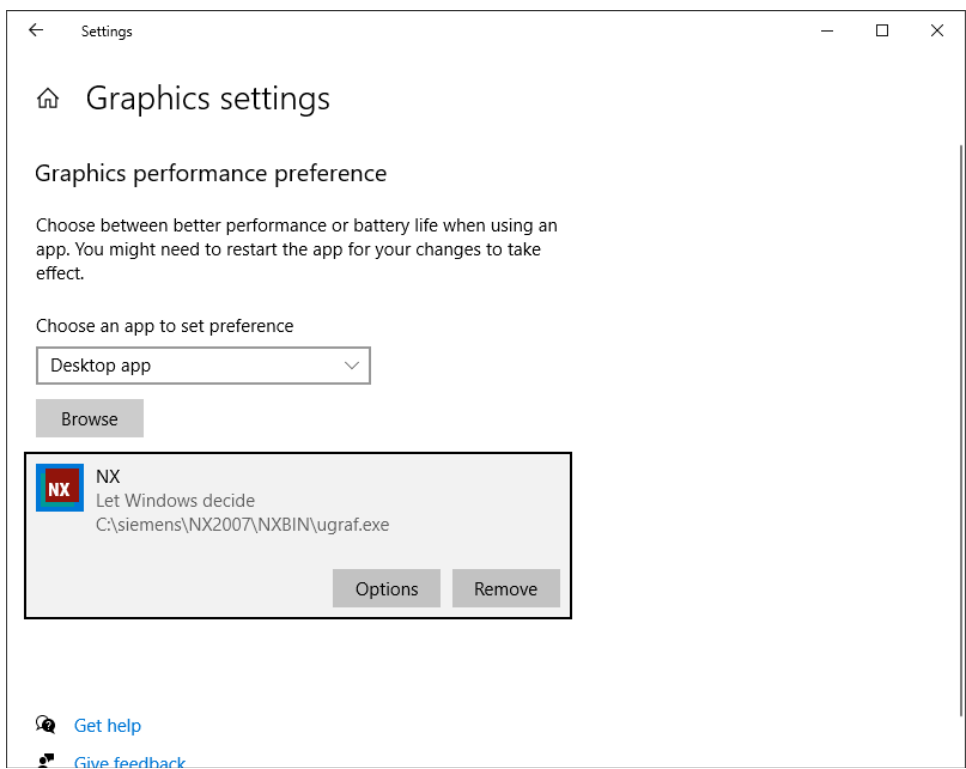 Settings
Graphics settings
Graphics performance preference
Choose between better performance or battery life when using an
app. You might need to restart the app for your changes to take
effect.
Choose an app to set preference
Desktop app
Browse
NX
NX
Let Windows decide
C:\siemens\NX2007\NXBIN\ugraf.exe
Options
Remove
Get help
Give feedback